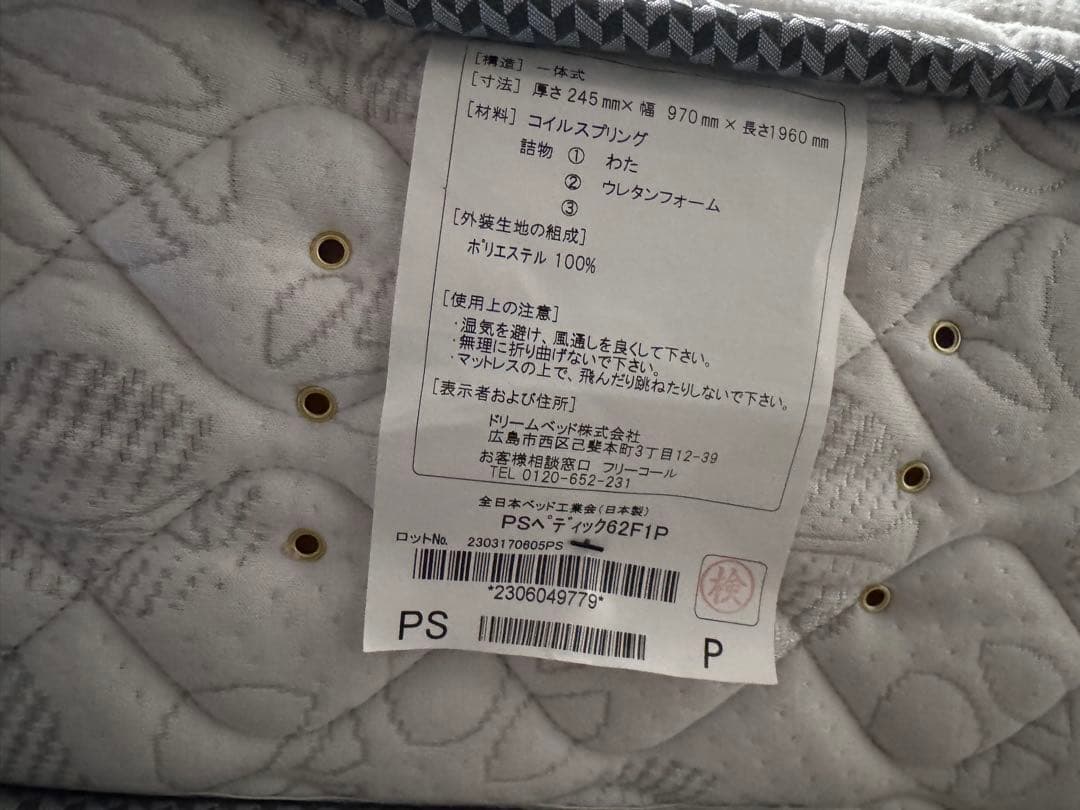 [構造] 一体式
[寸法] 厚さ245mm×幅 970mm×長さ1960mm
[材料] コイルスプリング
詰物 ① わた
② ウレタンフォーム
③
[外装生地の組成]
ポリエステル 100%
[使用上の注意]
・湿気を避け、風通しを良くして下さい。
・無理に折り曲げないで下さい。
・マットレスの上で、飛んだり跳ねたりしないで下さい。
[表示者および住所]
ドリームベッド株式会社
広島市西区己斐本町3丁目12-39
お客様相談窓口 フリーコール
TEL 0120-652-231
全日本ベッド工業会(日本製)
PSペディック62F1P
ロットNo. 2303170605PS
*2306049779*
検
PS P